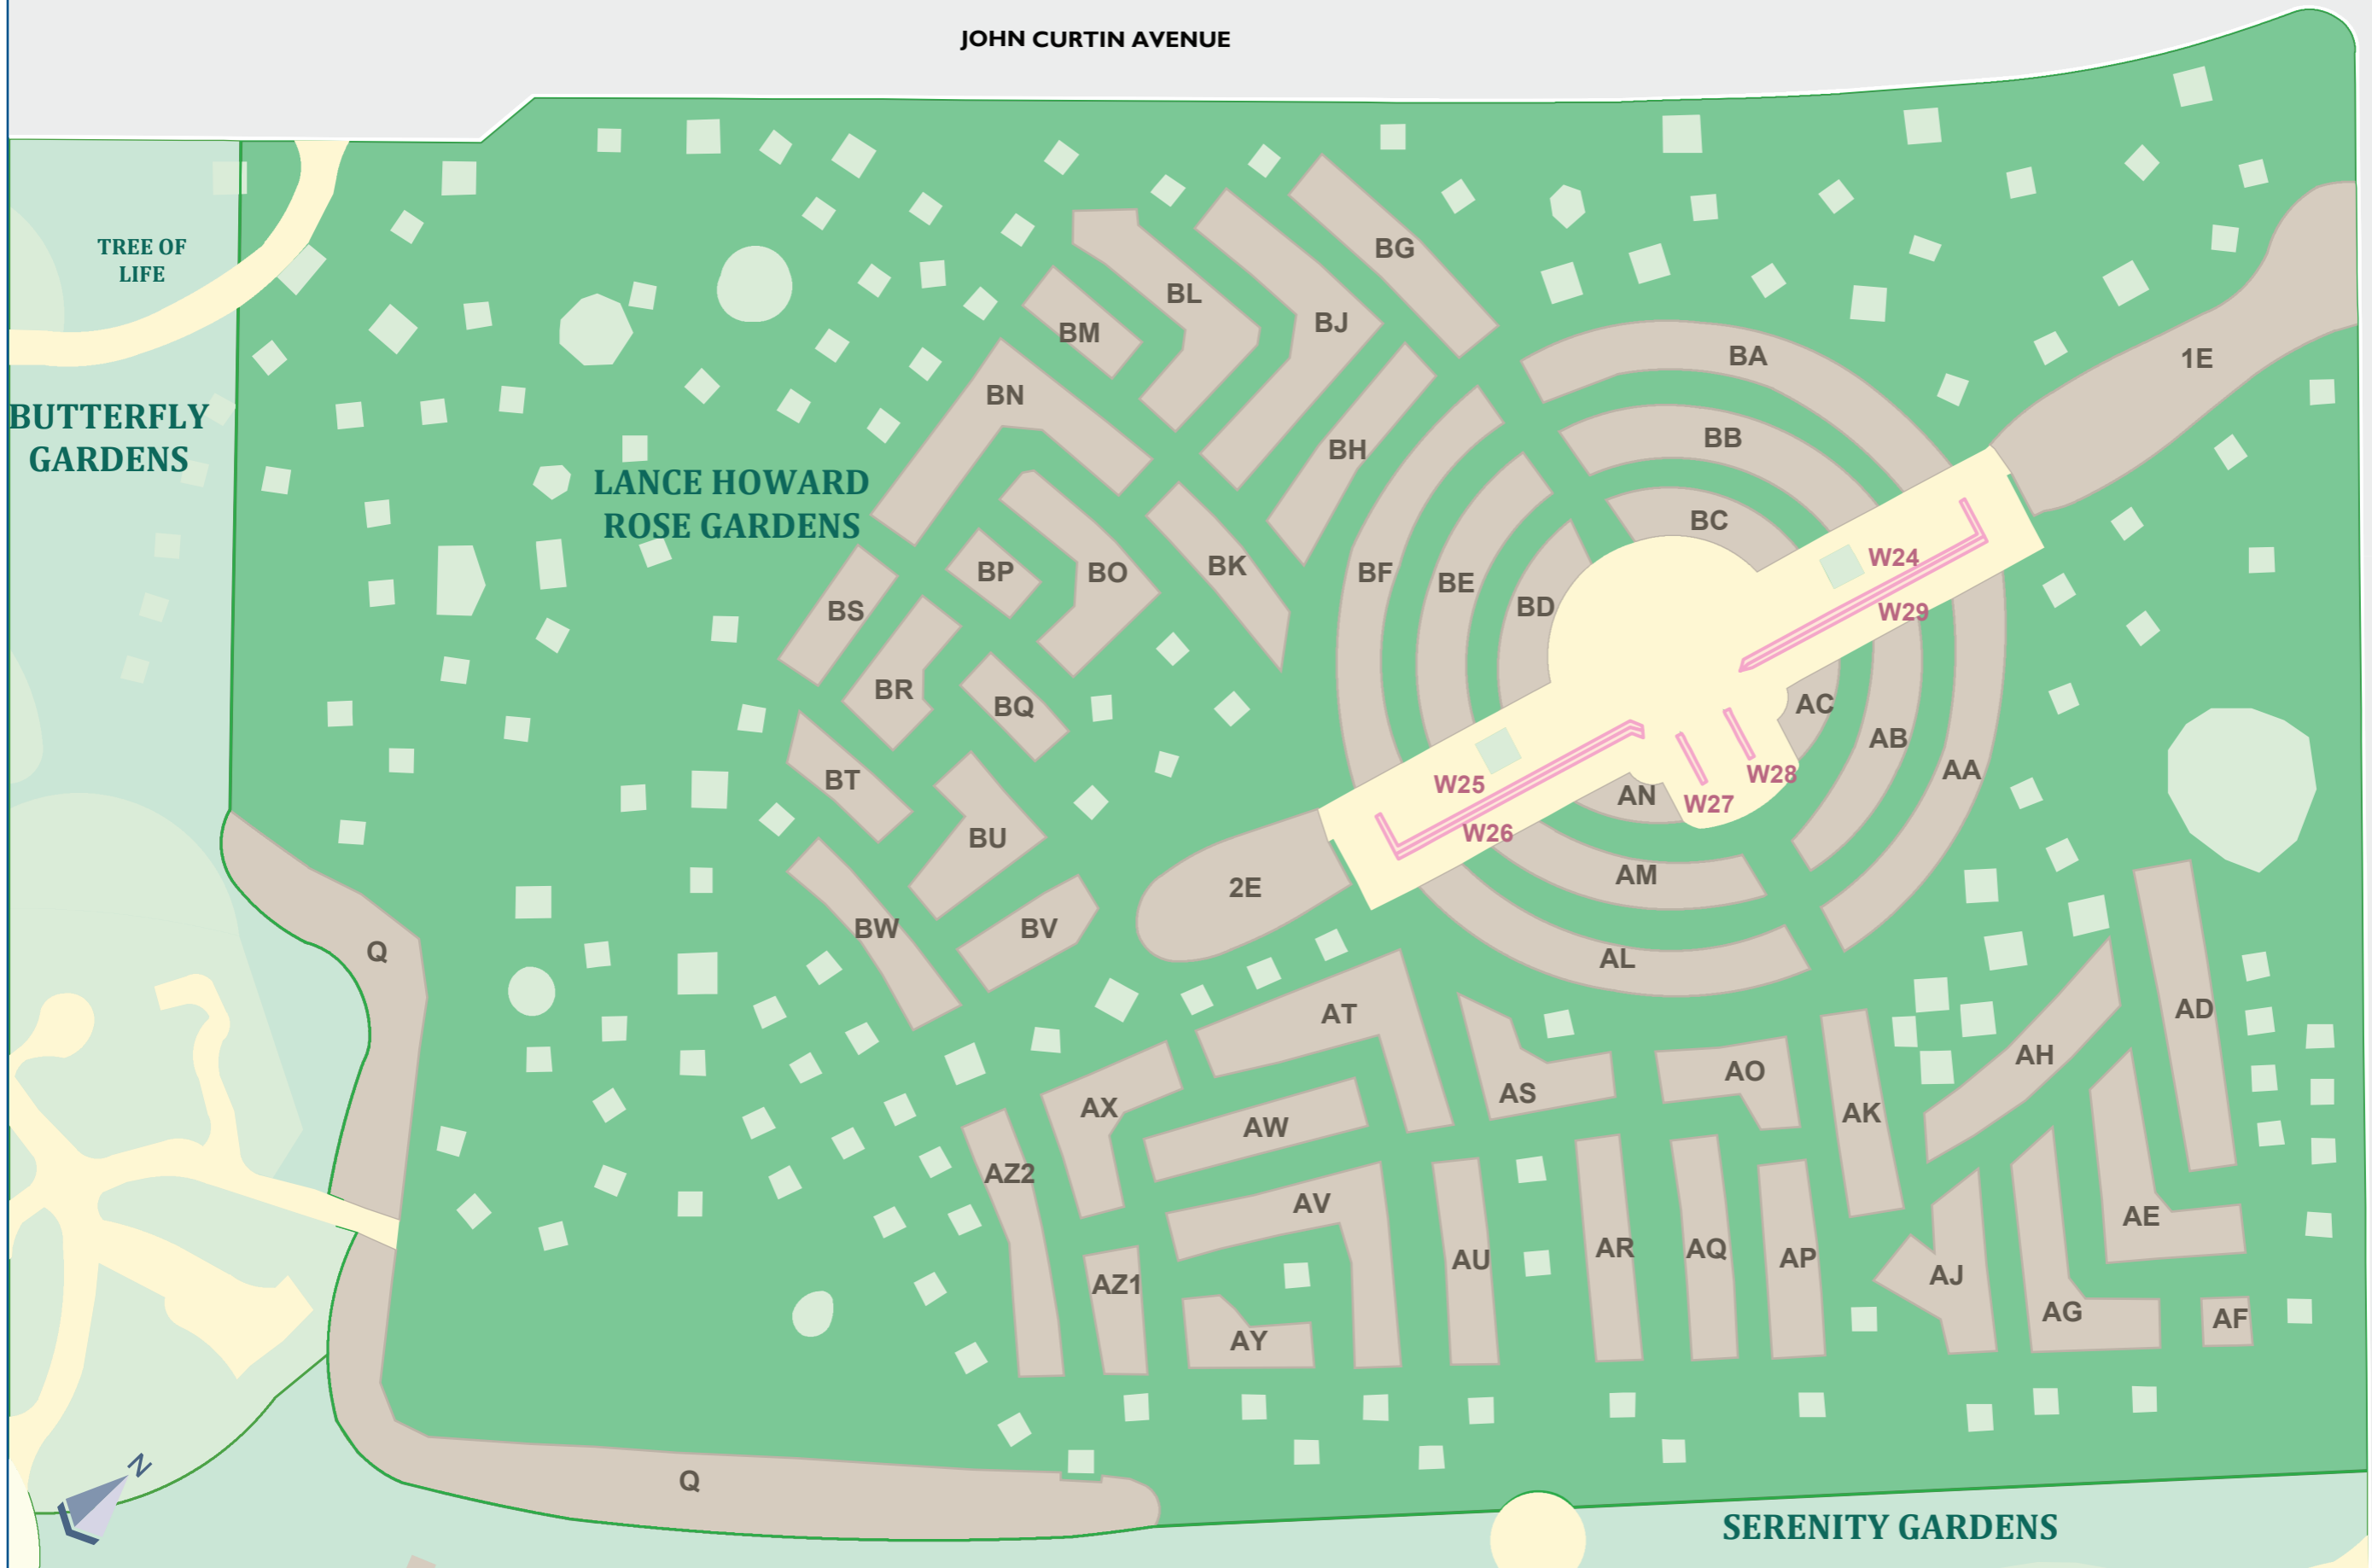 JOHN CURTIN AVENUE
TREE OF
LIFE
BUTTERFLY
GARDENS
LANCE HOWARD
ROSE GARDENS
BG
BL
BJ
BM
BA
1E
BN
BB
BH
BC
W24
BP
BO
BK
BF
BE
BD
BS
W29
BR
BQ
AC
AB
BT
W25
W28
AA
AN
W27
BU
W26
AM
2E
BW
BV
Q
AL
AT
AD
AH
AO
AS
AX
AK
AW
AZ2
AV
AE
AR
AQ
AP
AU
AJ
AZ1
AG
AF
AY
N
Q
SERENITY GARDENS